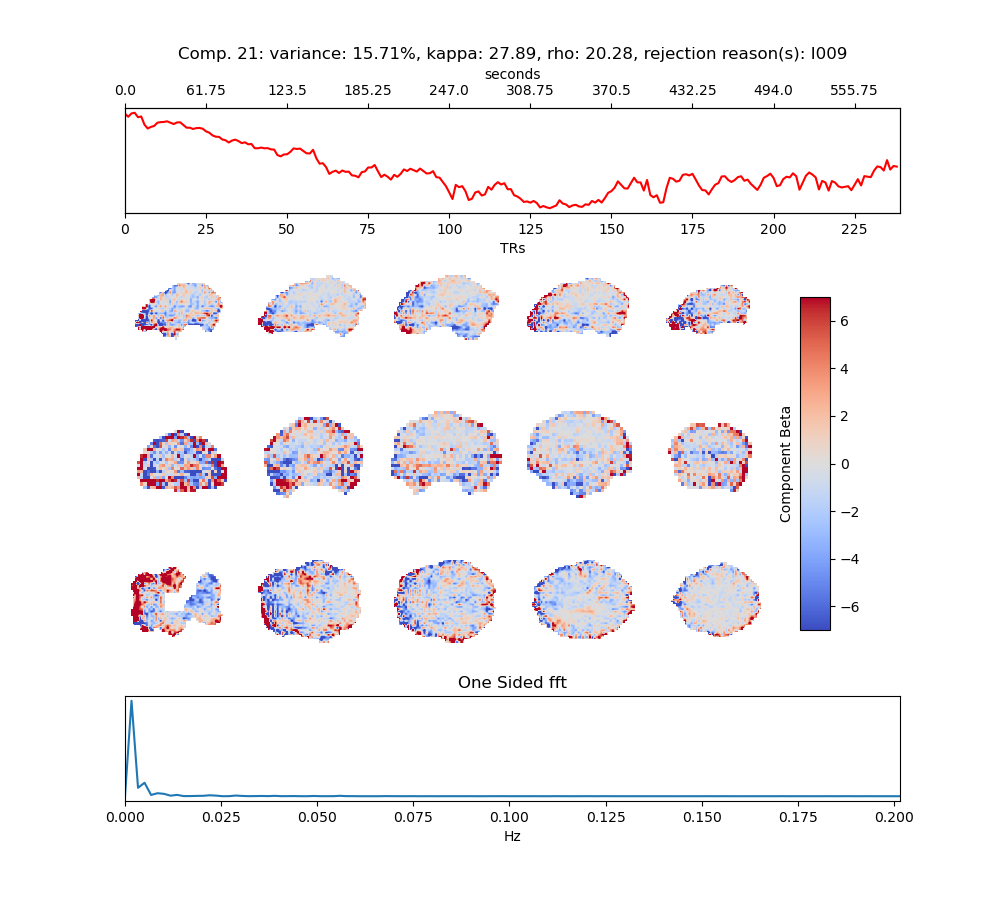 Comp. 21: variance: 15.71%, kappa: 27.89, rho: 20.28, rejection reason(s): I009
seconds
0.0 61.75 123.5 185.25 247.0 308.75 370.5 432.25 494.0 555.75
0 25 50 75 100 125 150 175 200 225
TRs
6
4
2
0
−2
−4
−6
Component Beta
One Sided fft
0.000 0.025 0.050 0.075 0.100 0.125 0.150 0.175 0.200
Hz